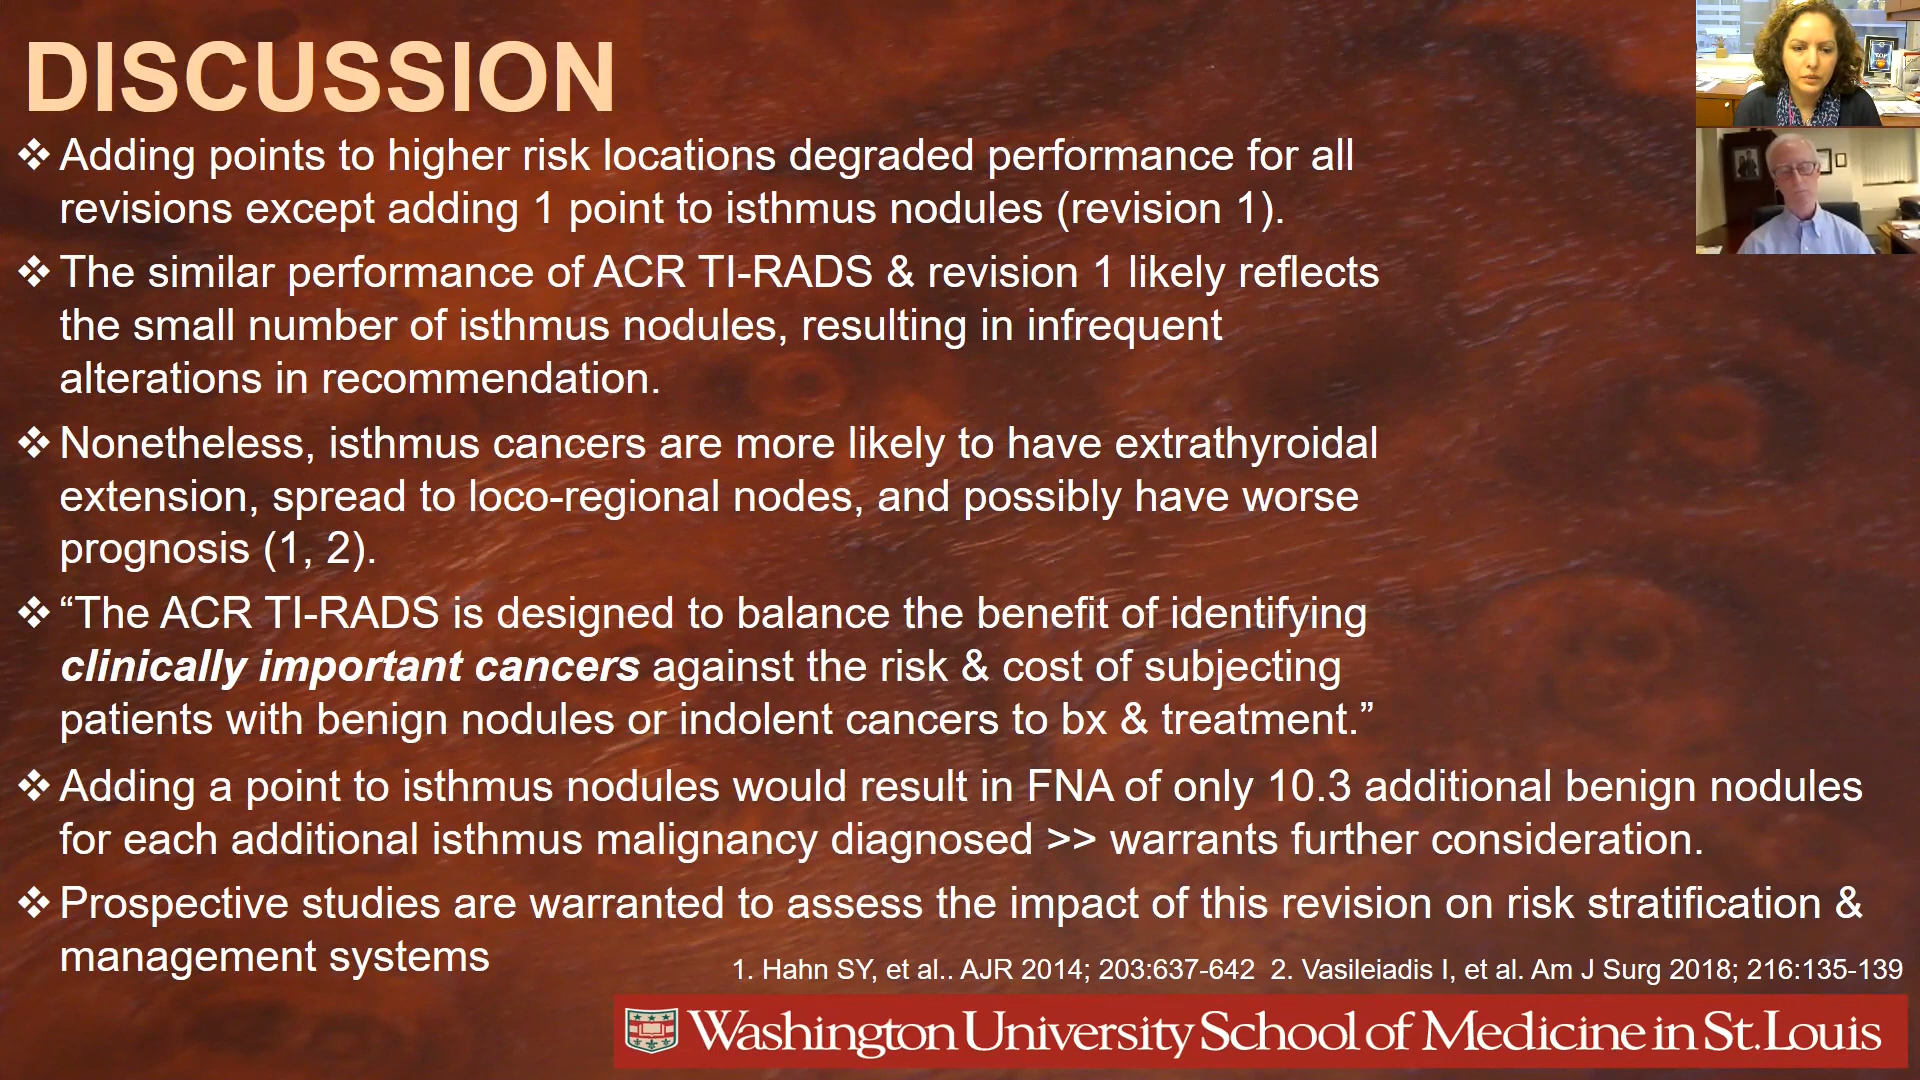 DISCUSSION
❖ Adding points to higher risk locations degraded performance for all
revisions except adding 1 point to isthmus nodules (revision 1).
❖ The similar performance of ACR TI-RADS & revision 1 likely reflects
the small number of isthmus nodules, resulting in infrequent
alterations in recommendation.
❖ Nonetheless, isthmus cancers are more likely to have extrathyroidal
extension, spread to loco-regional nodes, and possibly have worse
prognosis (1, 2).
❖ “The ACR TI-RADS is designed to balance the benefit of identifying
clinically important cancers against the risk & cost of subjecting
patients with benign nodules or indolent cancers to bx & treatment.”
❖ Adding a point to isthmus nodules would result in FNA of only 10.3 additional benign nodules
for each additional isthmus malignancy diagnosed >> warrants further consideration.
❖ Prospective studies are warranted to assess the impact of this revision on risk stratification &
management systems
1. Hahn SY, et al.. AJR 2014; 203:637-642 2. Vasileiadis I, et al. Am J Surg 2018; 216:135-139
Washington University School of Medicine in St. Louis